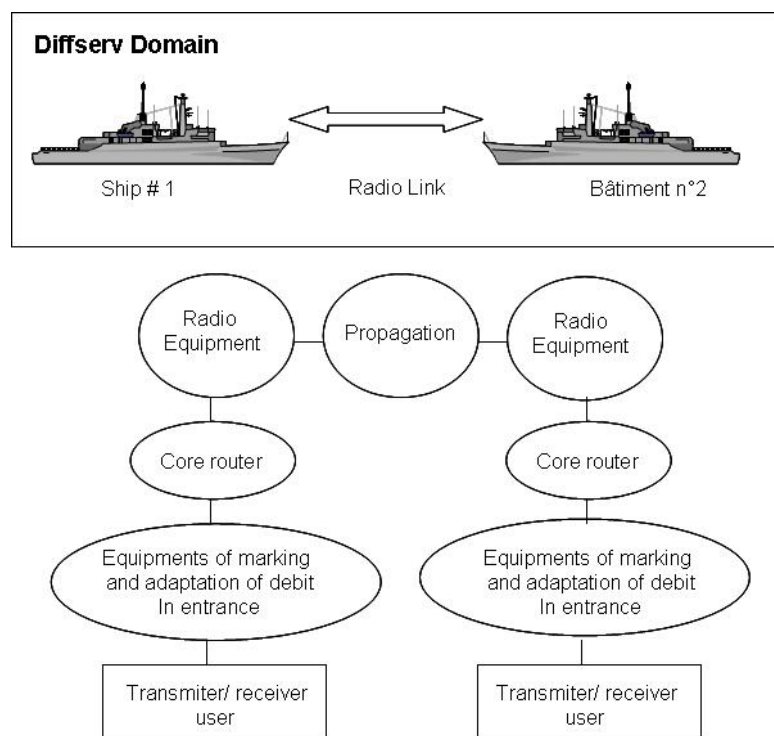 Diffserv Domain
Ship # 1
Radio Link
Bâtiment n°2
Radio
Equipment
Propagation
Radio
Equipment
Core router
Core router
Equipments of marking
and adaptation of debit
In entrance
Equipments of marking
and adaptation of debit
In entrance
Transmiter/ receiver
user
Transmiter/ receiver
user